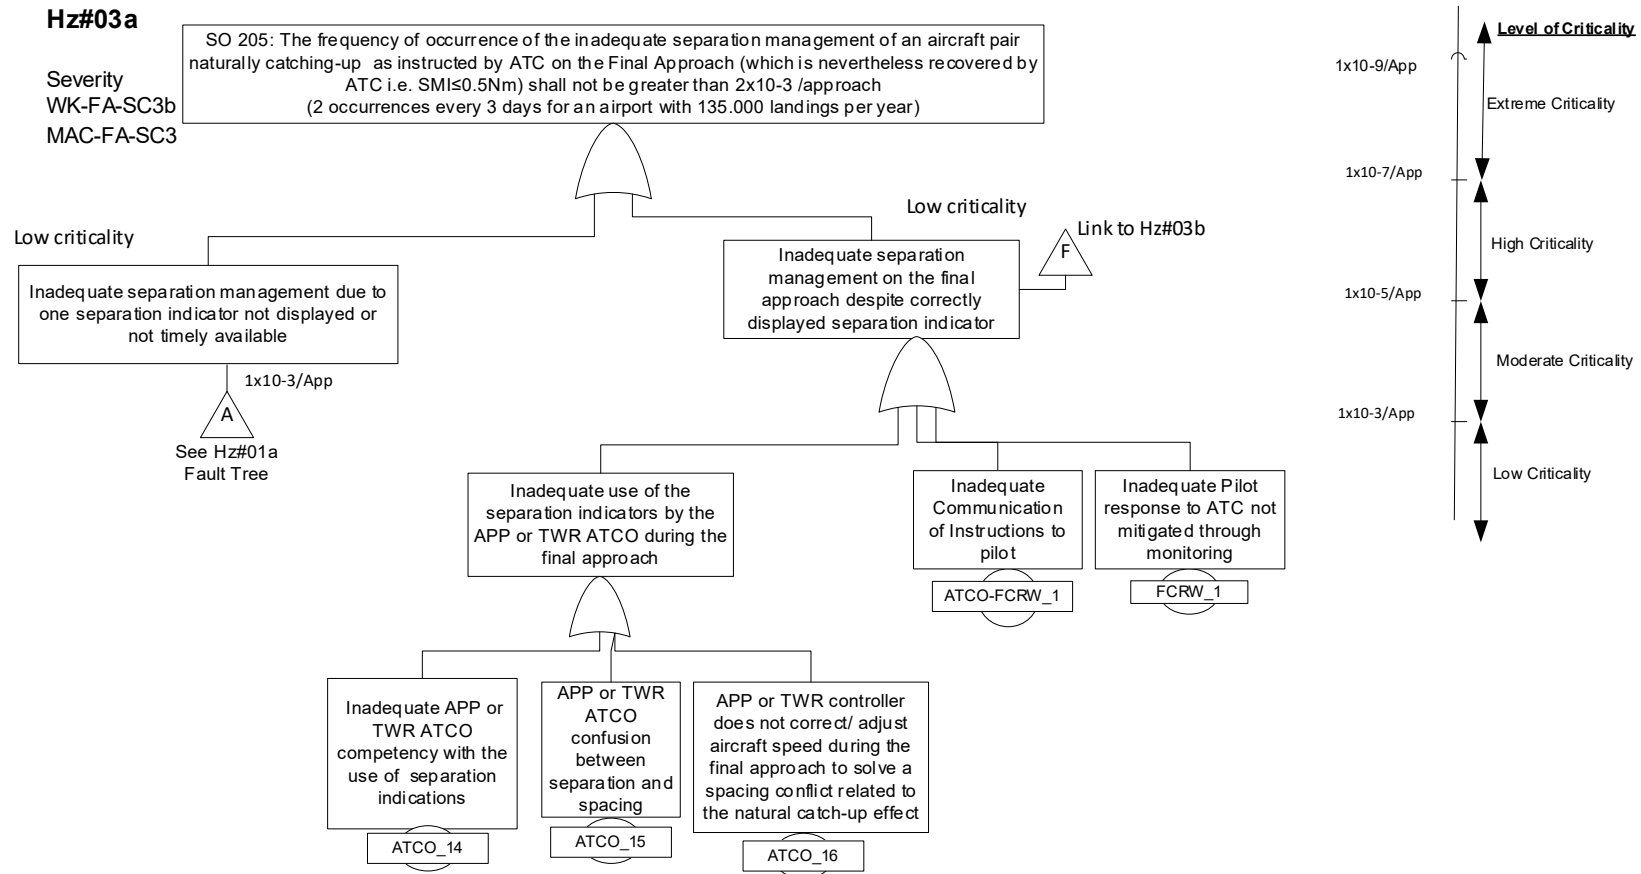 Hz#03a
Severity
WK-FA-SC3b
MAC-FA-SC3
SO 205: The frequency of occurrence of the inadequate separation management of an aircraft pair
naturally catching-up as instructed by ATC on the Final Approach (which is nevertheless recovered by
ATC i.e. SMI≤0.5Nm) shall not be greater than 2x10-3 /approach
(2 occurrences every 3 days for an airport with 135.000 landings per year)
Low criticality
Inadequate separation management due to
one separation indicator not displayed or
not timely available
1x10-3/App
A
See Hz#01a
Fault Tree
Low criticality
Inadequate separation
management on the final
approach despite correctly
displayed separation indicator
F
Link to Hz#03b
Inadequate use of the
separation indicators by the
APP or TWR ATCO during the
final approach
Inadequate
Communication
of Instructions to
pilot
ATCO-FCRW_1
Inadequate Pilot
response to ATC not
mitigated through
monitoring
FCRW_1
Inadequate APP or
TWR ATCO
competency with the
use of separation
indications
ATCO_14
APP or TWR
ATCO
confusion
between
separation and
spacing
ATCO_15
APP or TWR controller
does not correct/ adjust
aircraft speed during the
final approach to solve a
spacing conflict related to
the natural catch-up effect
ATCO_16
Level of Criticality
1x10-9/App
Extreme Criticality
1x10-7/App
High Criticality
1x10-5/App
Moderate Criticality
1x10-3/App
Low Criticality